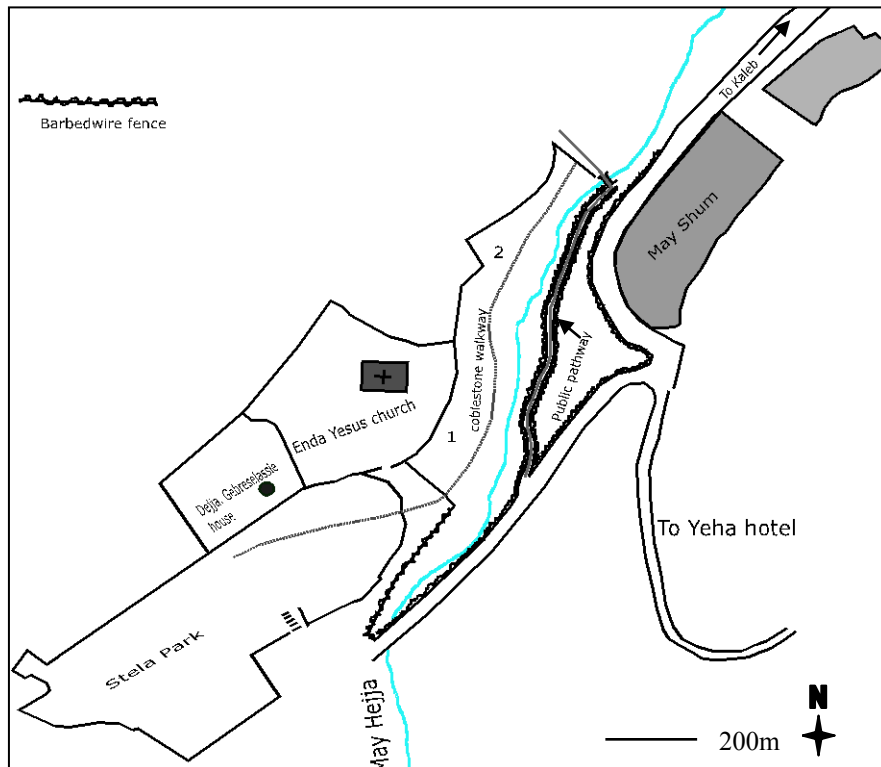 To Kaleb
Barbedwire fence
May Shum
2
coblestone walkway
Public pathway
Enda Yesus church
1
Dejja. Gebreselassie
house
To Yeha hotel
Stela Park
May Hejja
N
200m